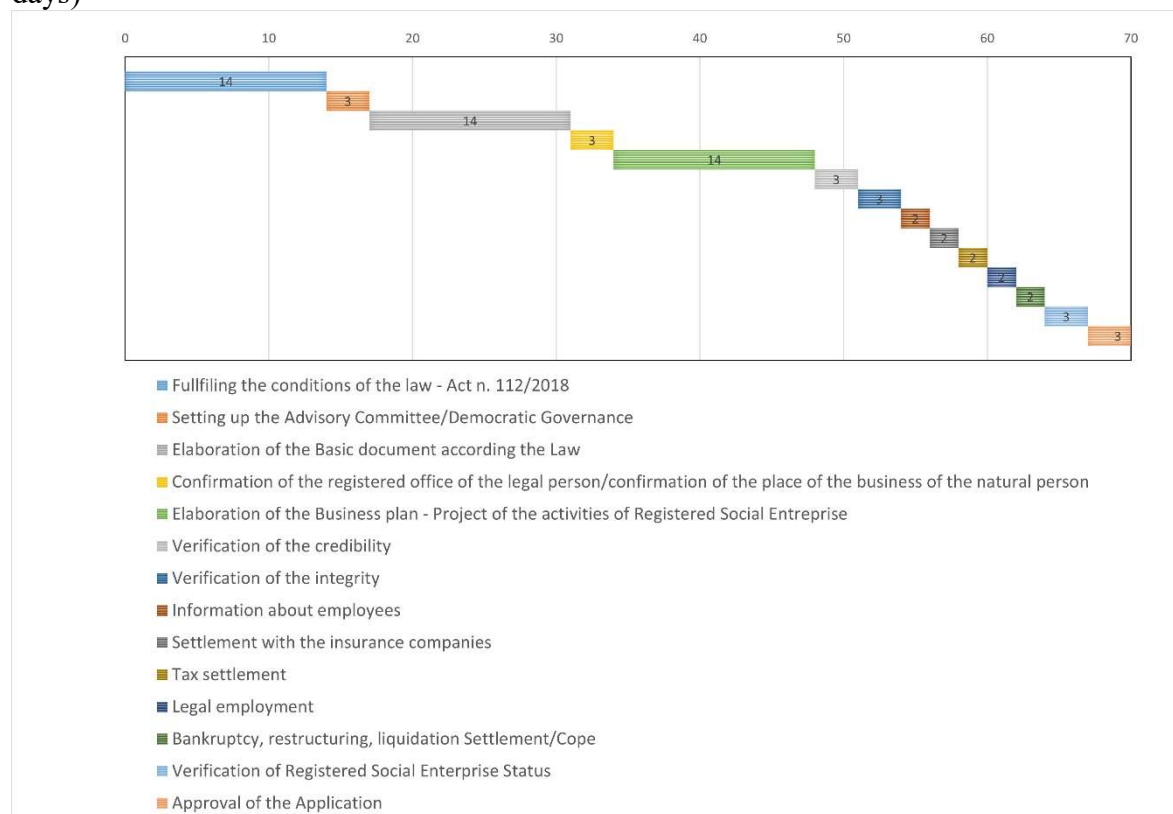 days)
0 10 20 30 40 50 60 70
14
3
14
3
14
3
3
2
2
2
2
2
3
3
Fullfiling the conditions of the law - Act n. 112/2018
Setting up the Advisory Committee/Democratic Governance
Elaboration of the Basic document according the Law
Confirmation of the registered office of the legal person/confirmation of the place of the business of the natural person
Elaboration of the Business plan - Project of the activities of Registered Social Entreprise
Verification of the credibility
Verification of the integrity
Information about employees
Settlement with the insurance companies
Tax settlement
Legal employment
Bankruptcy, restructuring, liquidation Settlement/Cope
Verification of Registered Social Enterprise Status
Approval of the Application